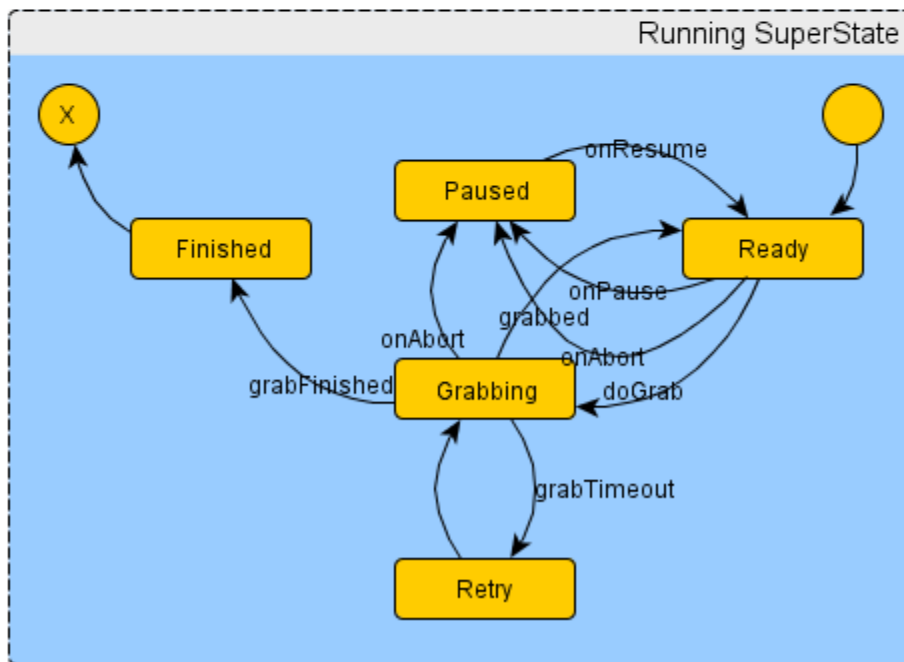 Running SuperState
X
onResume
Paused
Finished
Ready
onPause
grabbed
onAbort
onAbort
grabFinished
Grabbing
doGrab
grabTimeout
Retry